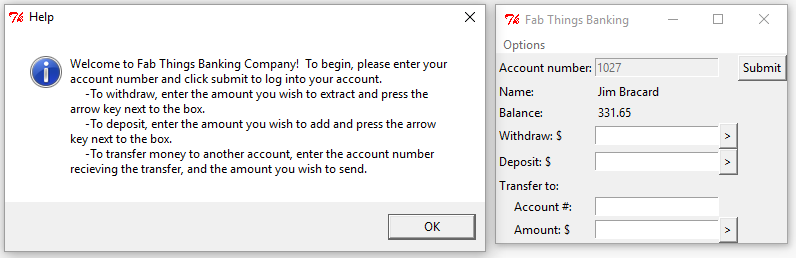 Help
Welcome to Fab Things Banking Company!  To begin, please enter your
account number and click submit to log into your account.
-To withdraw, enter the amount you wish to extract and press the
arrow key next to the box.
-To deposit, enter the amount you wish to add and press the arrow
key next to the box.
-To transfer money to another account, enter the account number
recieving the transfer, and the amount you wish to send.
OK
Fab Things Banking
Options
Account number: 1027 Submit
Name: Jim Bracard
Balance: 331.65
Withdraw: $ >
Deposit: $ >
Transfer to:
Account #:
Amount: $ >